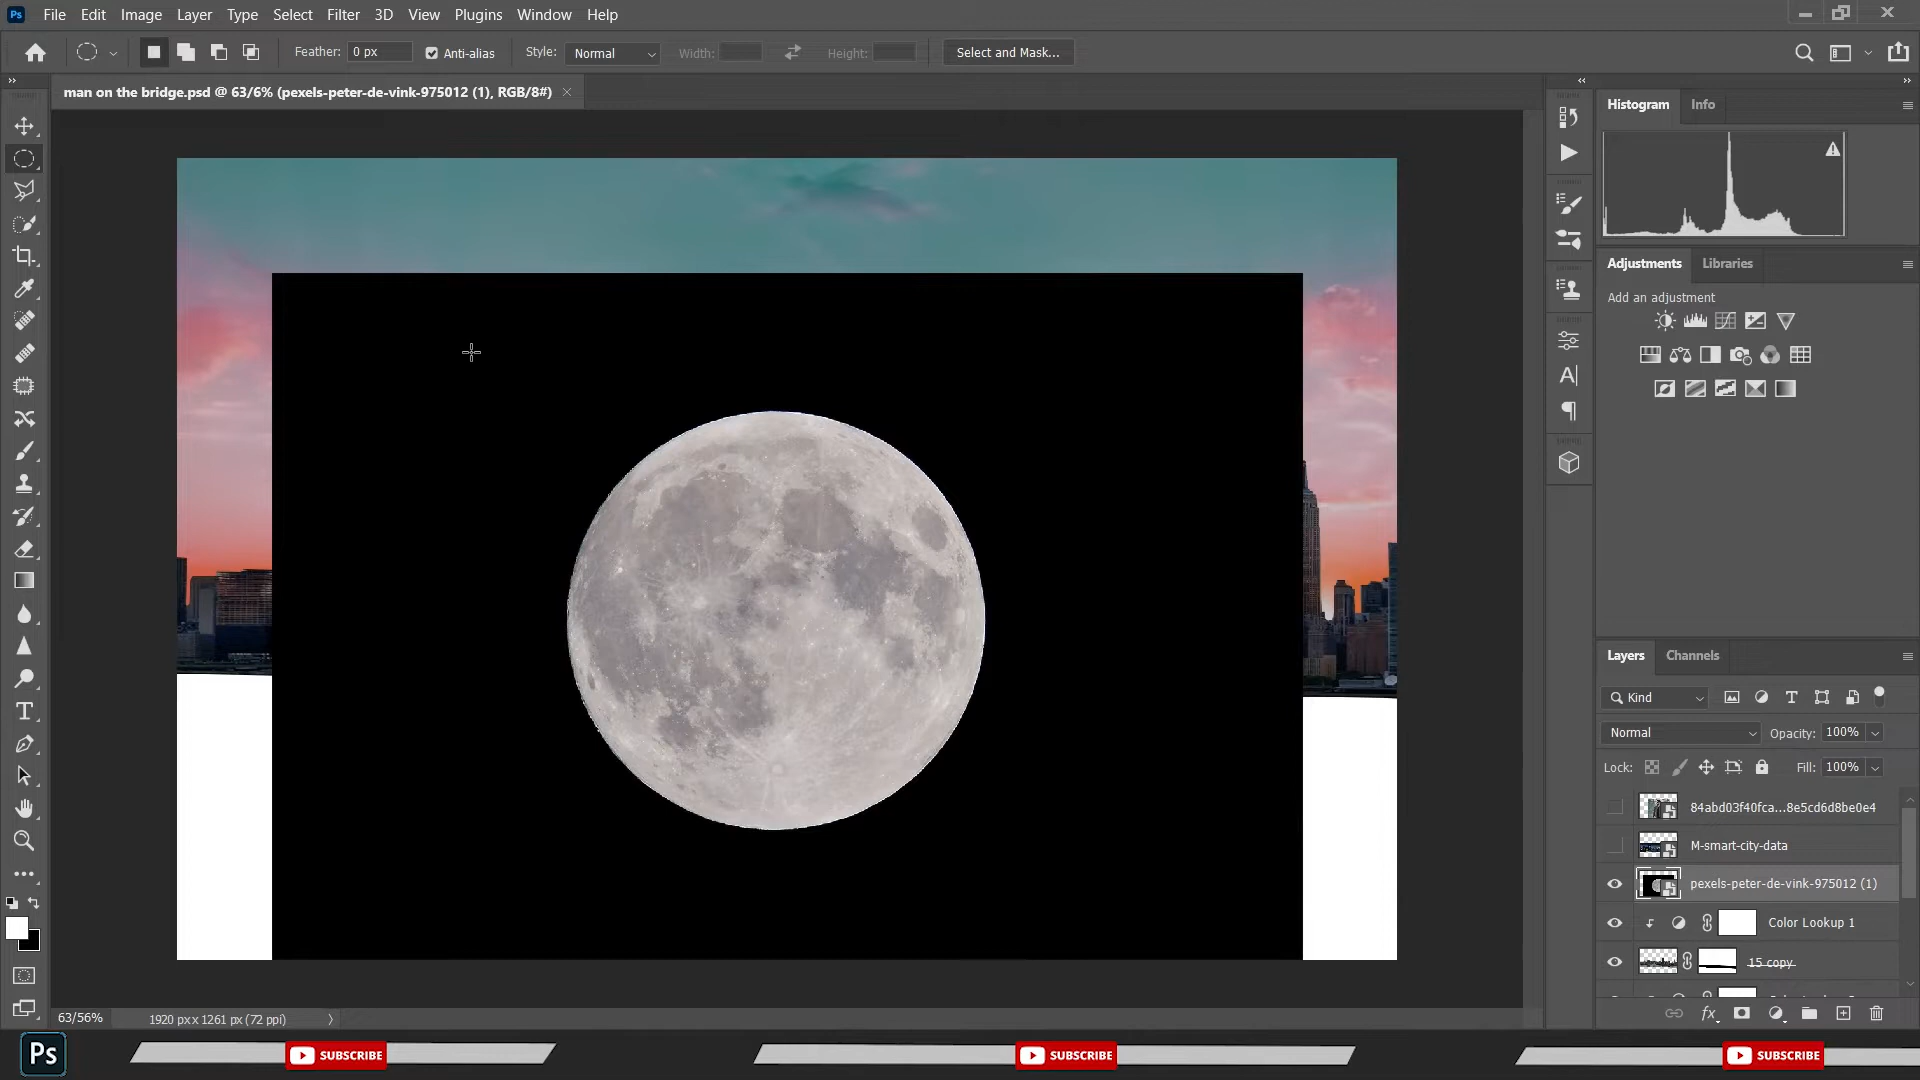 Ps File Edit Image Layer Type Select Filter 3D View Plugins Window Help
Feather: 0 px Anti-alias Style: Normal Width: Height: Select and Mask...
man on the bridge.psd @ 63/6% (pexels-peter-de-vink-975012 (1), RGB/8#)
Histogram Info
Adjustments Libraries
Add an adjustment
Layers Channels
Kind
Normal Opacity: 100%
Lock: Fill: 100%
84abd03f40fca...8e5cd6d8be0e4
M-smart-city-data
pexels-peter-de-vink-975012 (1)
Color Lookup 1
15 copy
63/56% 1920 px x 1261 px (72 ppi)
Ps SUBSCRIBE SUBSCRIBE SUBSCRIBE